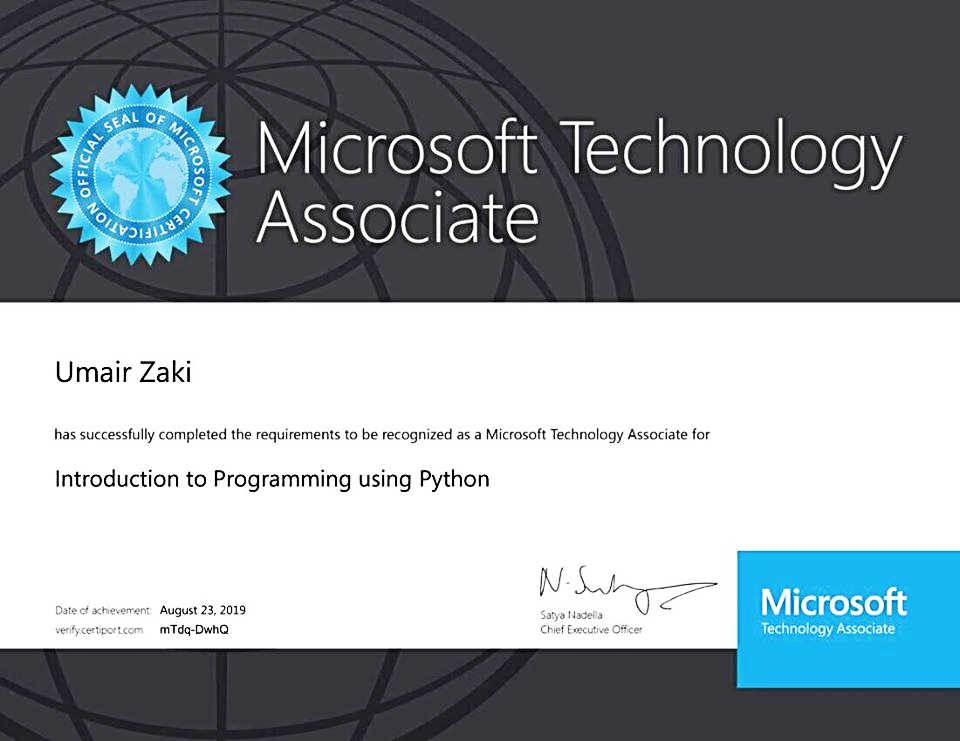 OFFICIAL SEAL OF MICROSOFT CERTIFICATION
Microsoft Technology
Associate
Umair Zaki
has successfully completed the requirements to be recognized as a Microsoft Technology Associate for
Introduction to Programming using Python
Date of achievement: August 23, 2019
verify.certiport.com mTdq-DwhQ
Satya Nadella
Chief Executive Officer
Microsoft
Technology Associate